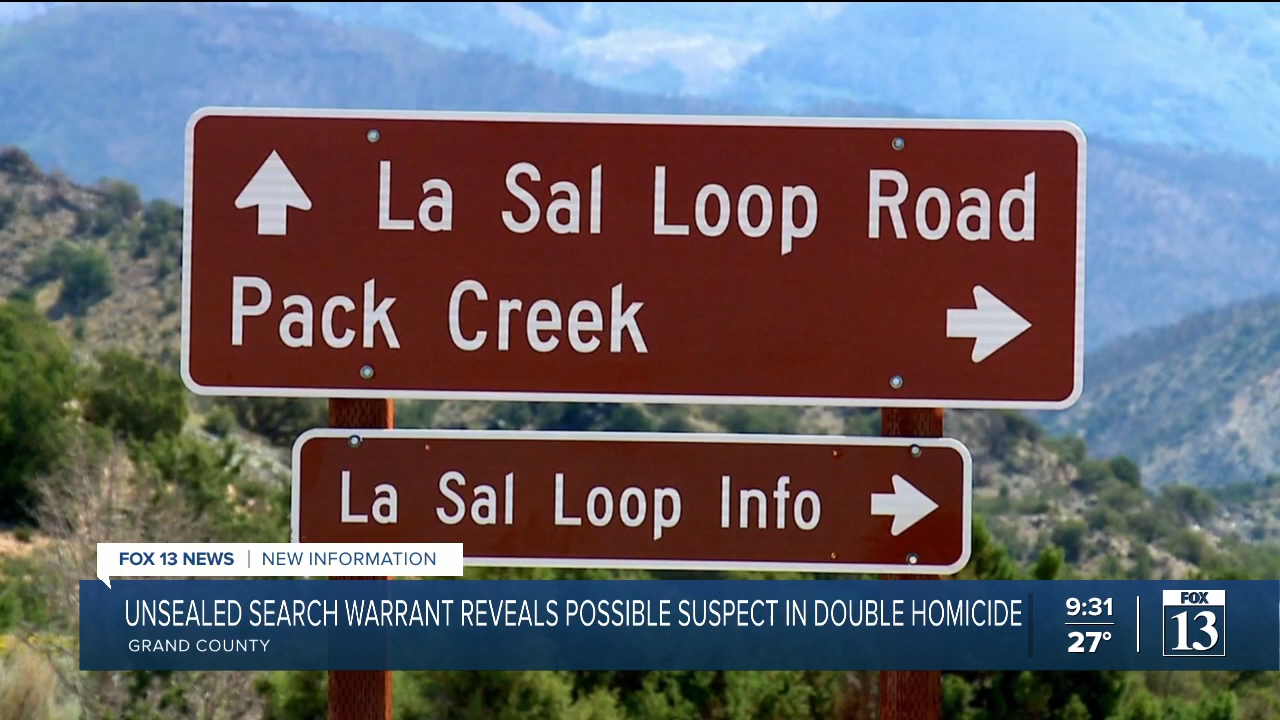 La Sal Loop Road
Pack Creek
La Sal Loop Info
FOX 13 NEWS | NEW INFORMATION
UNSEALED SEARCH WARRANT REVEALS POSSIBLE SUSPECT IN DOUBLE HOMICIDE
GRAND COUNTY
9:31
27°
FOX
13